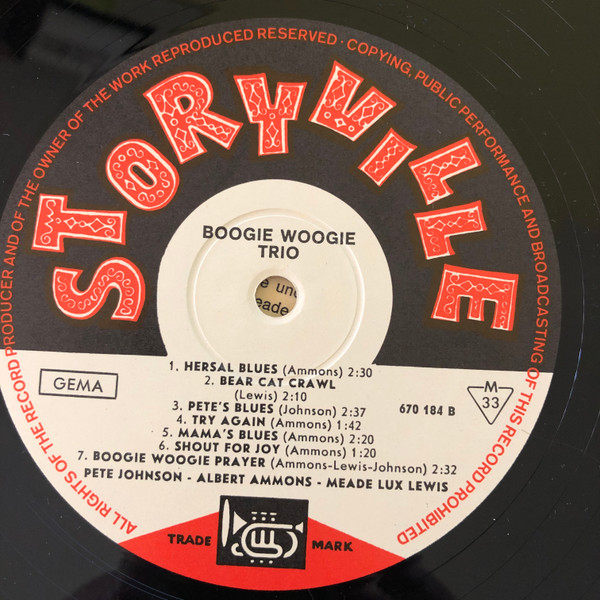 ALL RIGHTS OF THE RECORD PRODUCER AND OF THE OWNER OF THE WORK REPRODUCED RESERVED · COPYING, PUBLIC PERFORMANCE AND BROADCASTING OF THIS RECORD PROHIBITED
STORYVILLE
BOOGIE WOOGIE
TRIO
1. HERSAL BLUES (Ammons) 2:30
2. BEAR CAT CRAWL
(Lewis) 2:10
3. PETE'S BLUES (Johnson) 2:37
4. TRY AGAIN (Ammons) 1:42
5. MAMA'S BLUES (Ammons) 2:20
6. SHOUT FOR JOY (Ammons) 1:20
7. BOOGIE WOOGIE PRAYER (Ammons-Lewis-Johnson) 2:32
PETE JOHNSON - ALBERT AMMONS - MEADE LUX LEWIS
GEMA
670 184 B
M
33
TRADE MARK